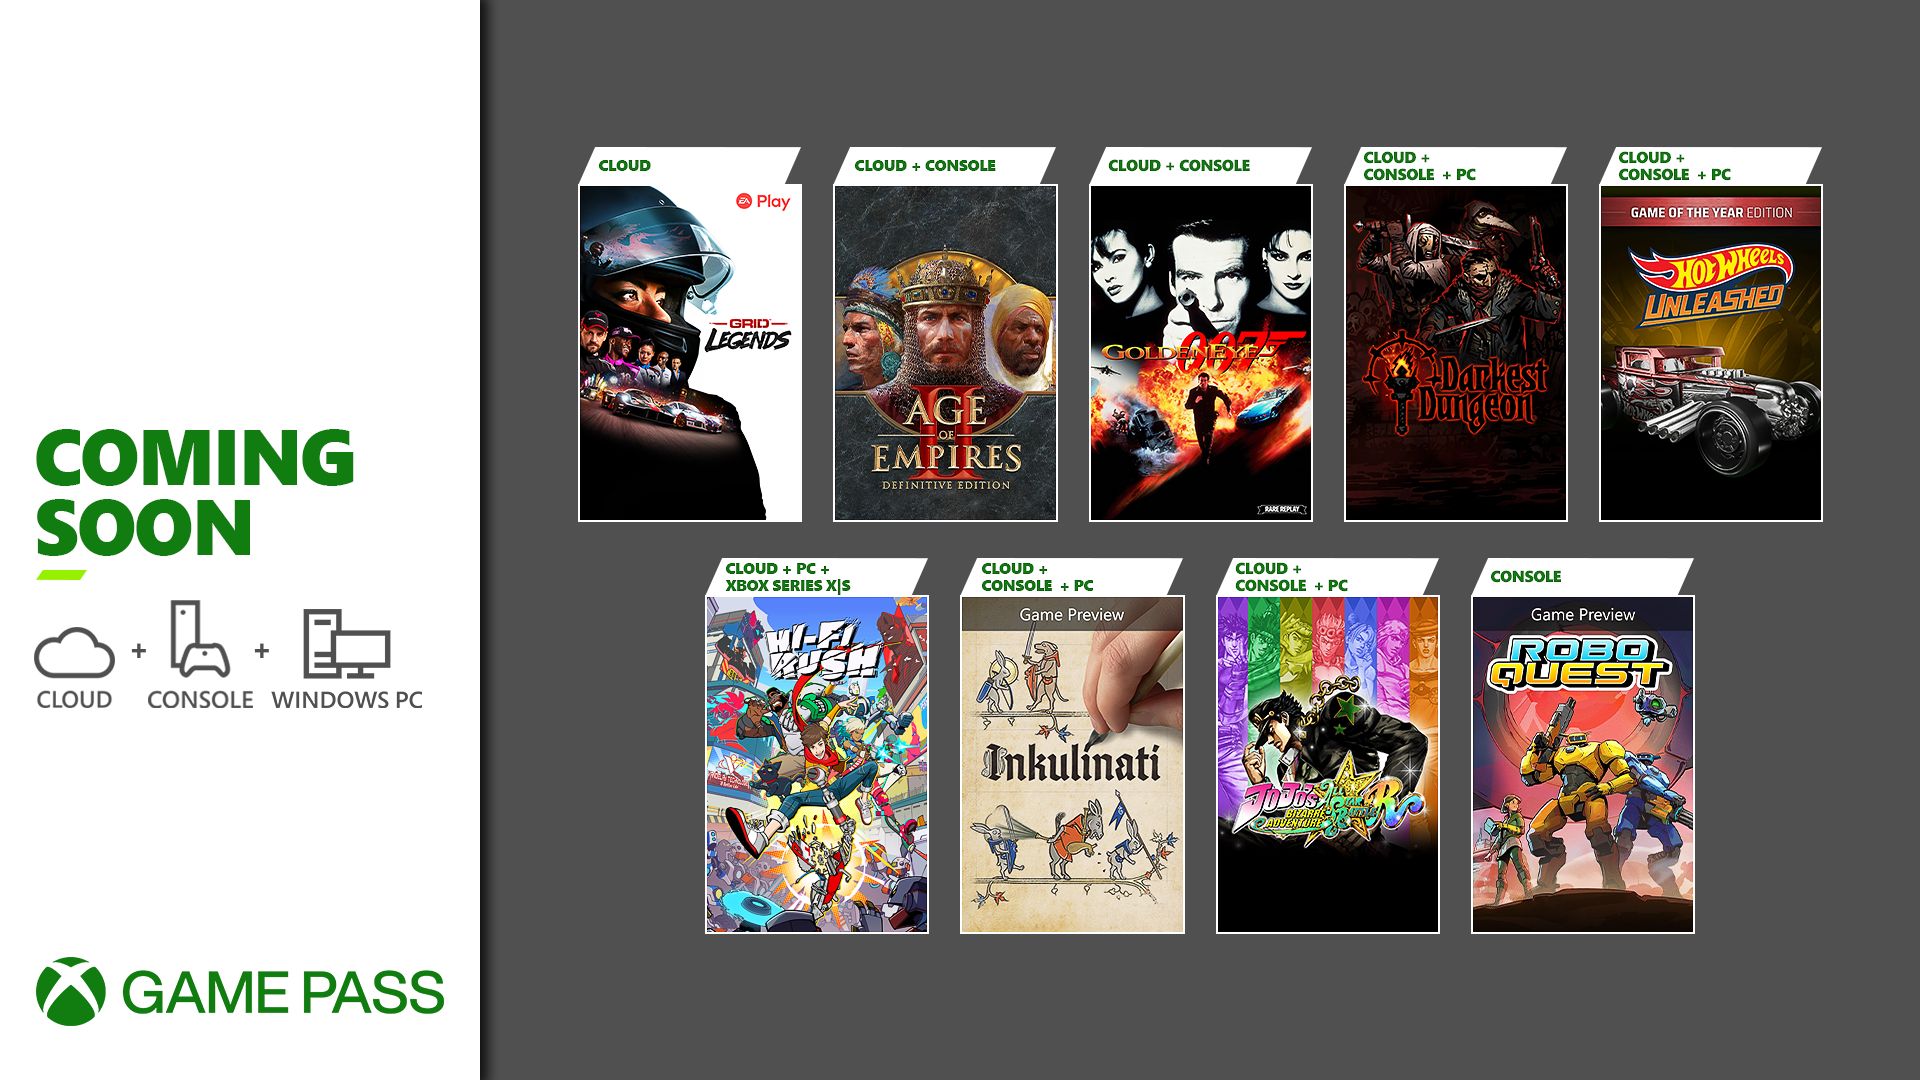 COMING
SOON
CLOUD + CONSOLE + WINDOWS PC
GAME PASS
CLOUD
EA Play
GRID
LEGENDS
CLOUD + CONSOLE
AGE
OF
EMPIRES
II
DEFINITIVE EDITION
CLOUD + CONSOLE
GOLDENEYE 007
RARE REPLAY
CLOUD +
CONSOLE + PC
Darkest
Dungeon
CLOUD +
CONSOLE + PC
GAME OF THE YEAR EDITION
HOT WHEELS
UNLEASHED
CLOUD + PC +
XBOX SERIES X|S
HI-FI
RUSH
CLOUD +
CONSOLE + PC
Game Preview
Inkulinati
CLOUD +
CONSOLE + PC
JOJO'S
BIZARRE
ADVENTURE
ALL
STAR
BATTLE
R
CONSOLE
Game Preview
ROBO
QUEST